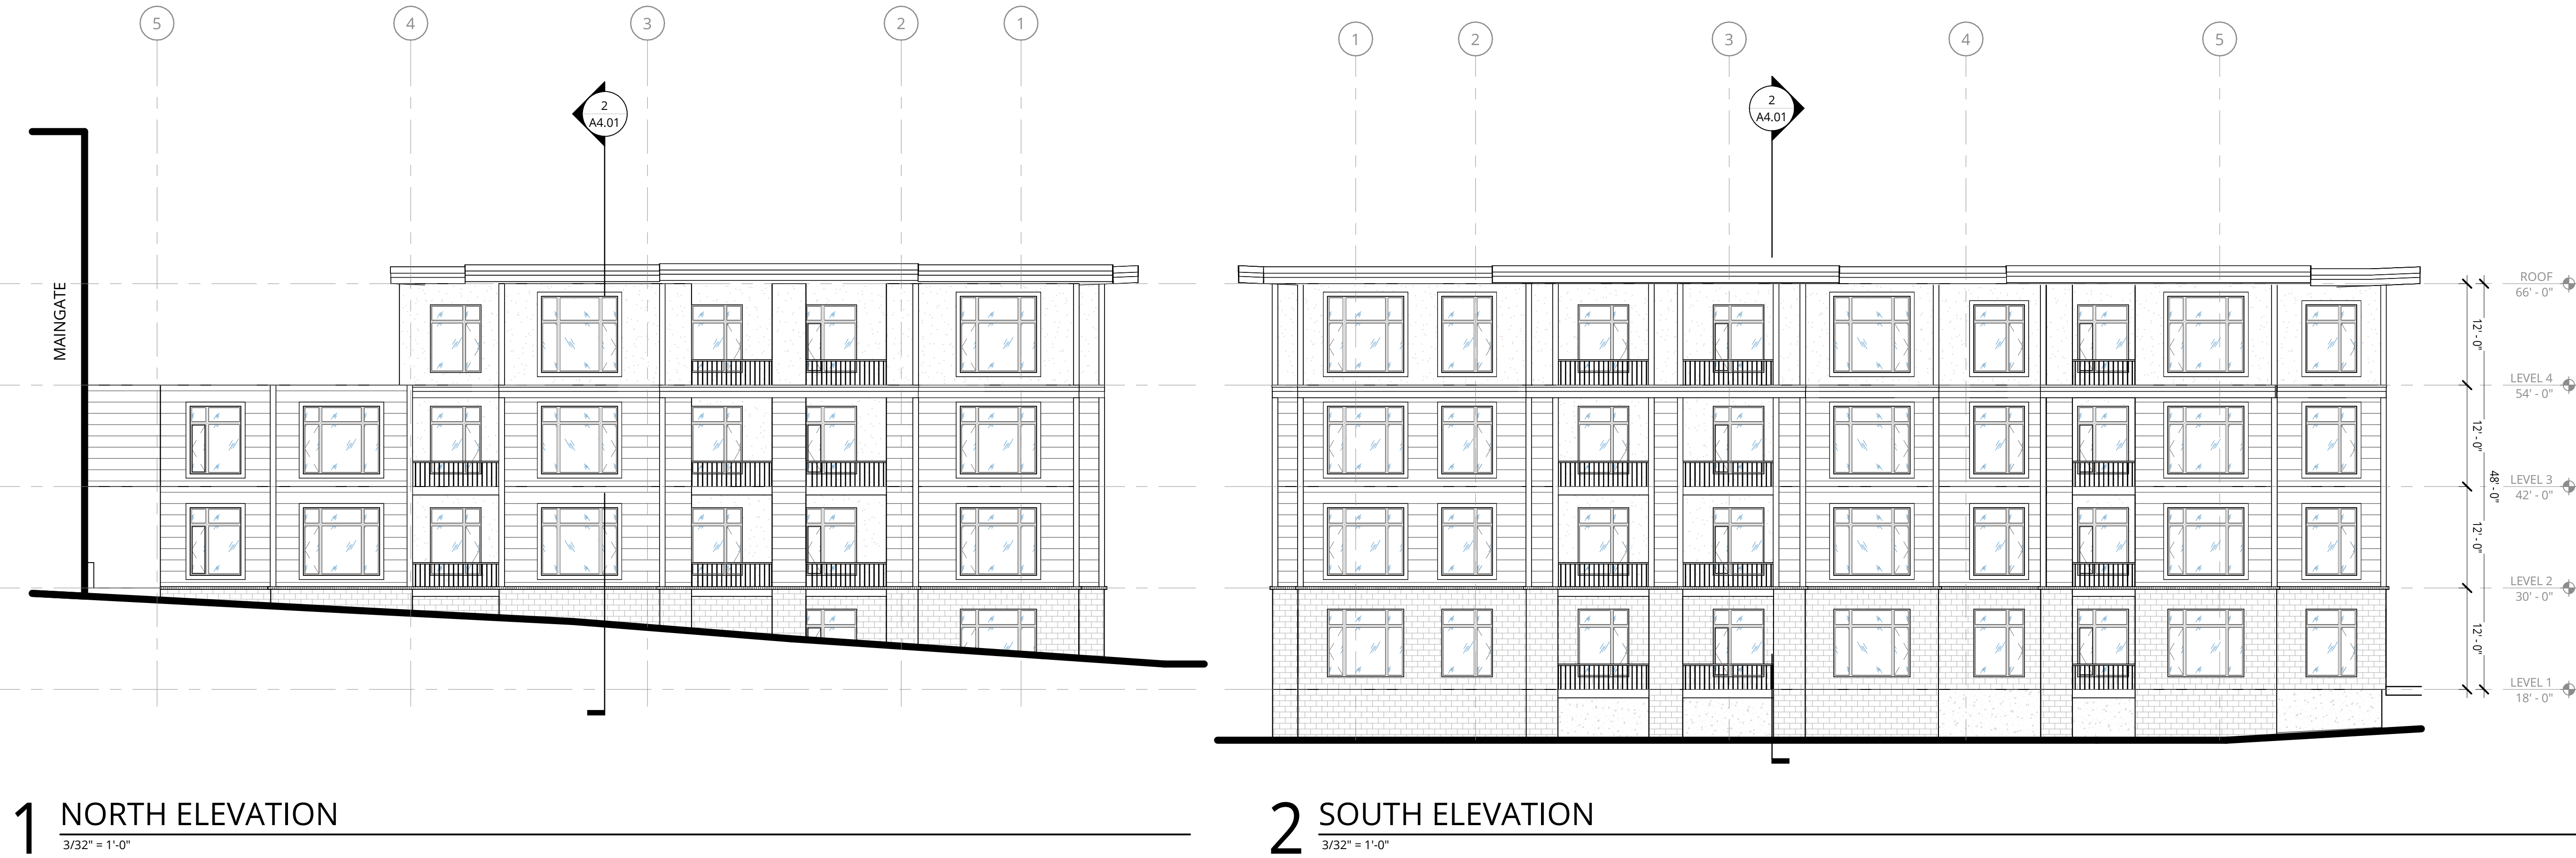 5
4
3
2
1
1
2
3
4
5
2
A4.01
2
A4.01
MAINGATE
ROOF
66' - 0"
12' - 0"
LEVEL 4
54' - 0"
12' - 0"
48' - 0"
LEVEL 3
42' - 0"
12' - 0"
LEVEL 2
30' - 0"
12' - 0"
LEVEL 1
18' - 0"
1 NORTH ELEVATION
3/32" = 1'-0"
2 SOUTH ELEVATION
3/32" = 1'-0"